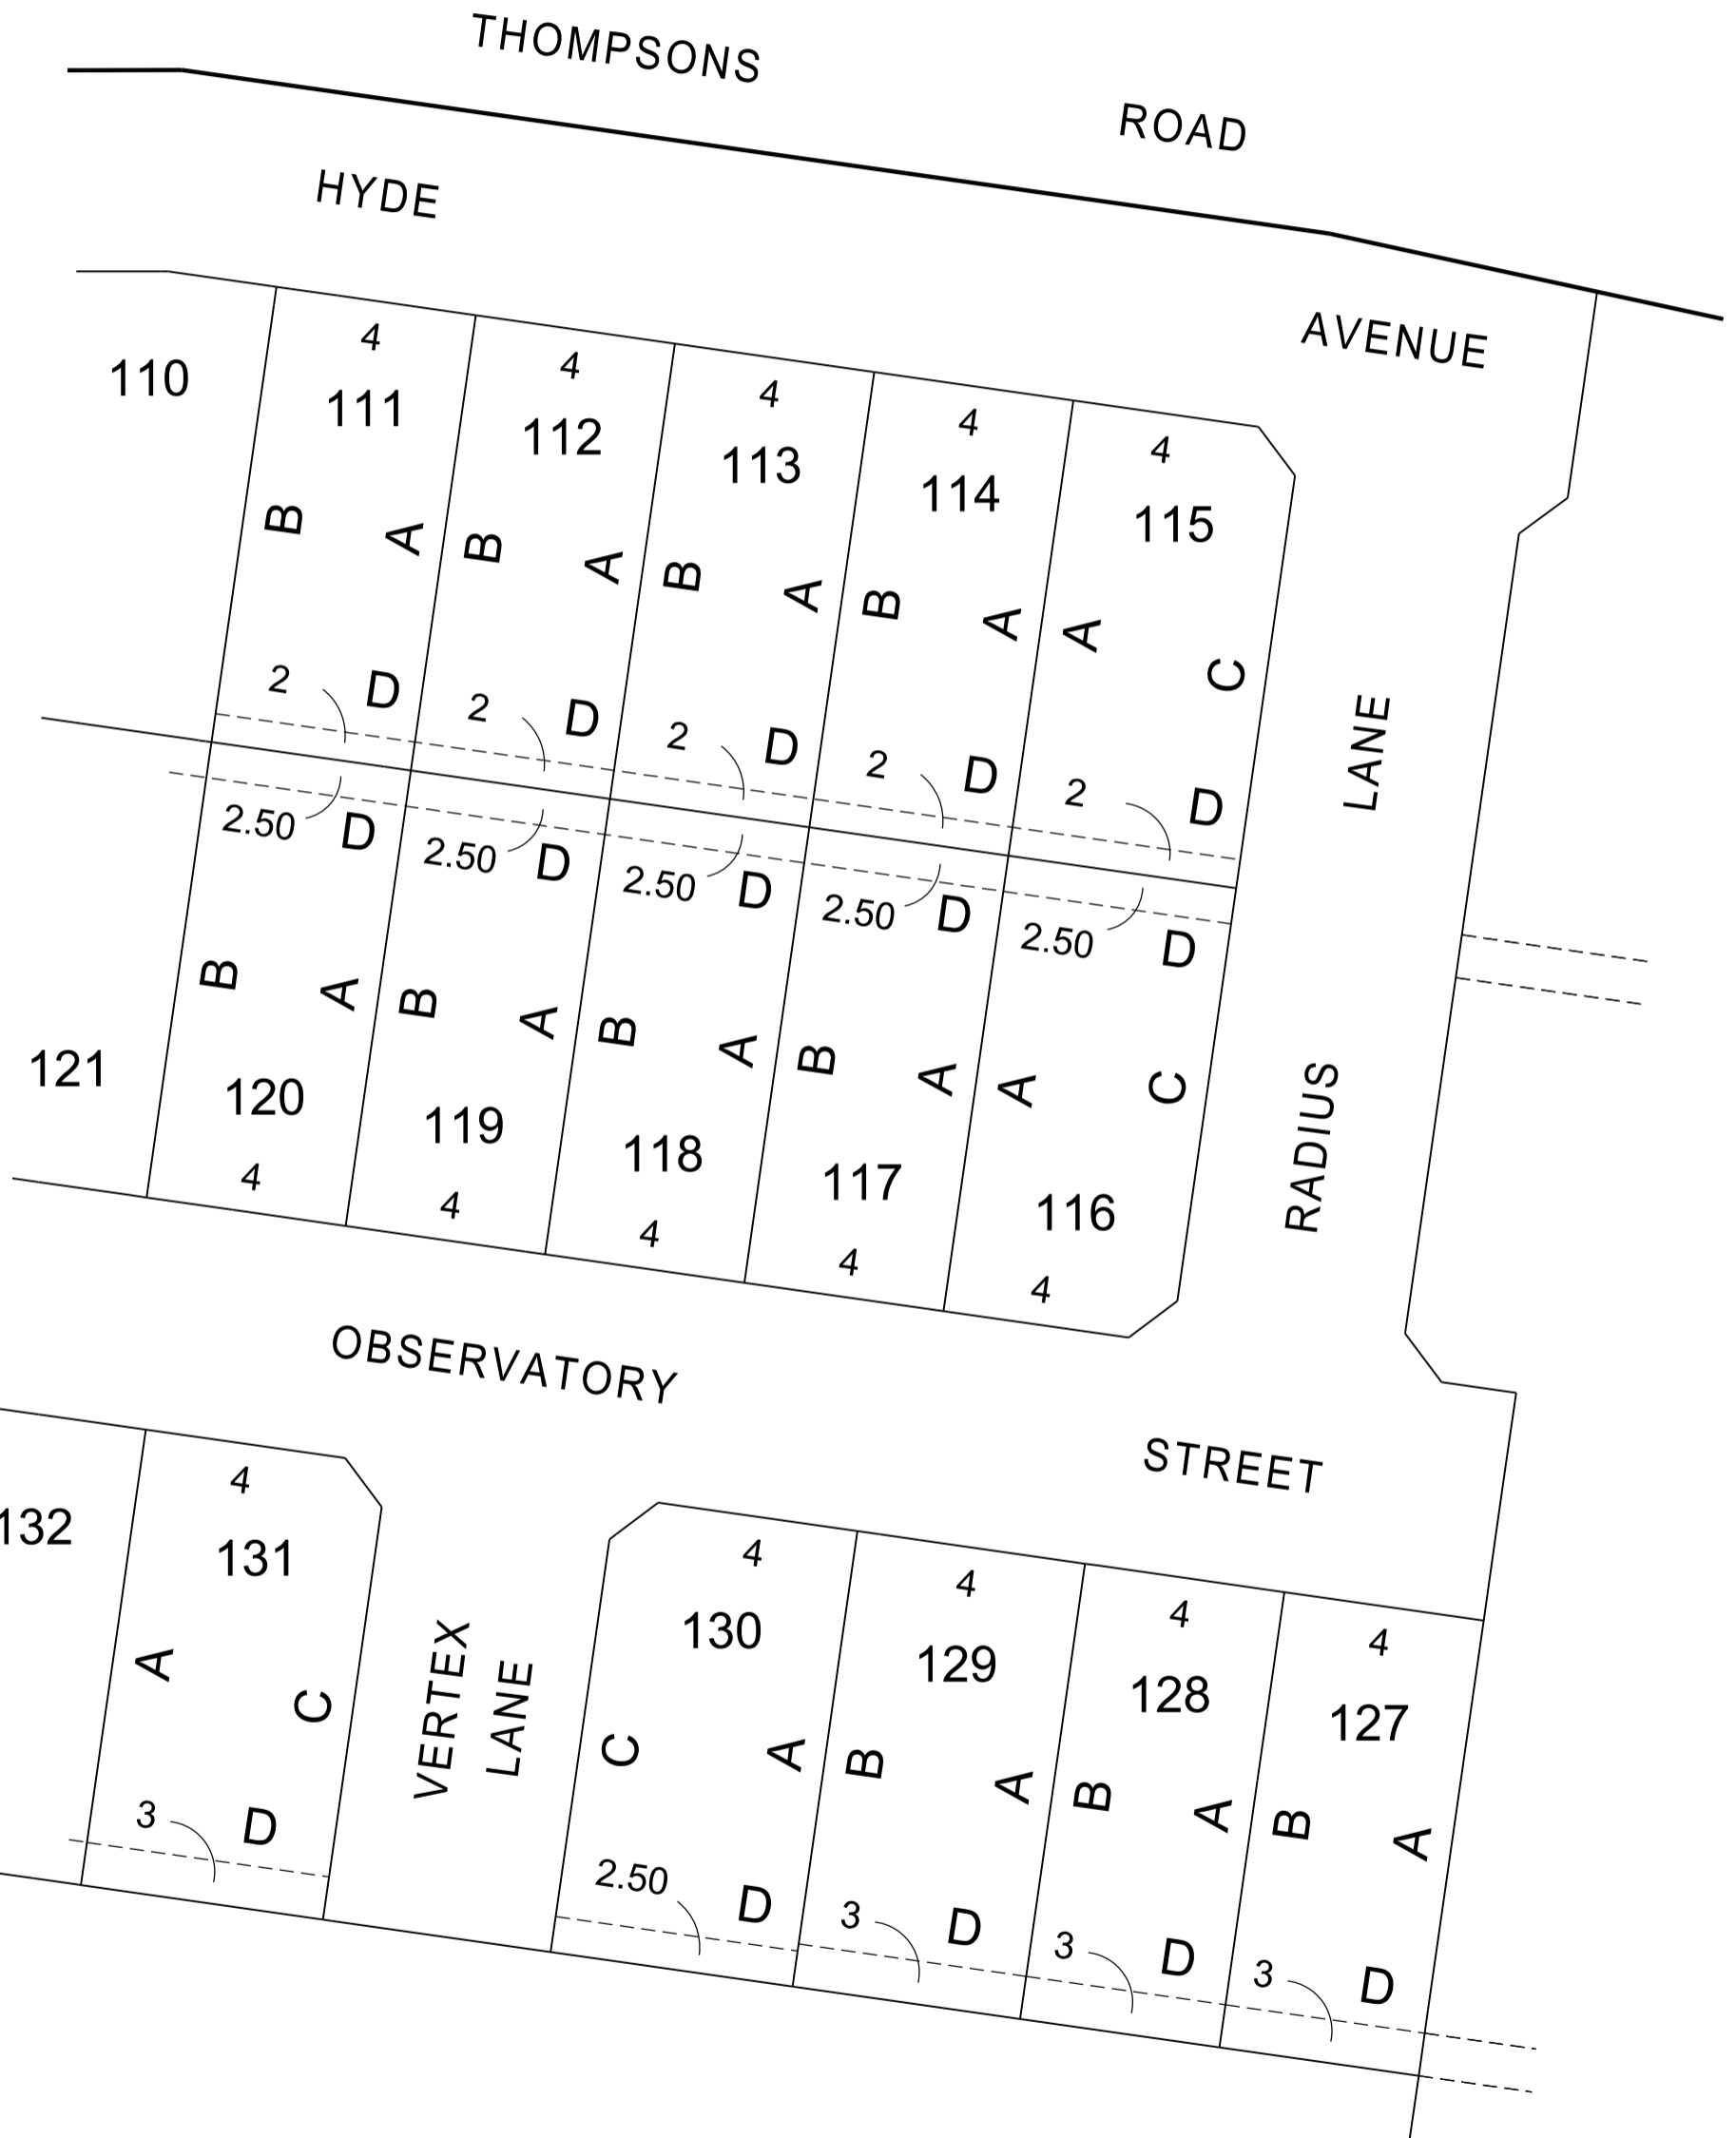 THOMPSONS ROAD
HYDE AVENUE
4 4 4 4 4
110 111 112 113 114 115
B A B A B A B A A C
2 D 2 D 2 D 2 D 2 D
LANE
2.50 D 2.50 D 2.50 D 2.50 D 2.50 D
B A B A B A B A A C
RADIUS
121 120 119 118 117 116
4 4 4 4 4
OBSERVATORY STREET
4 4 4 4 4
132 131 130 129 128 127
A C
VERTEX
LANE
C A B A B A B A
3 D 2.50 D 3 D 3 D 3 D